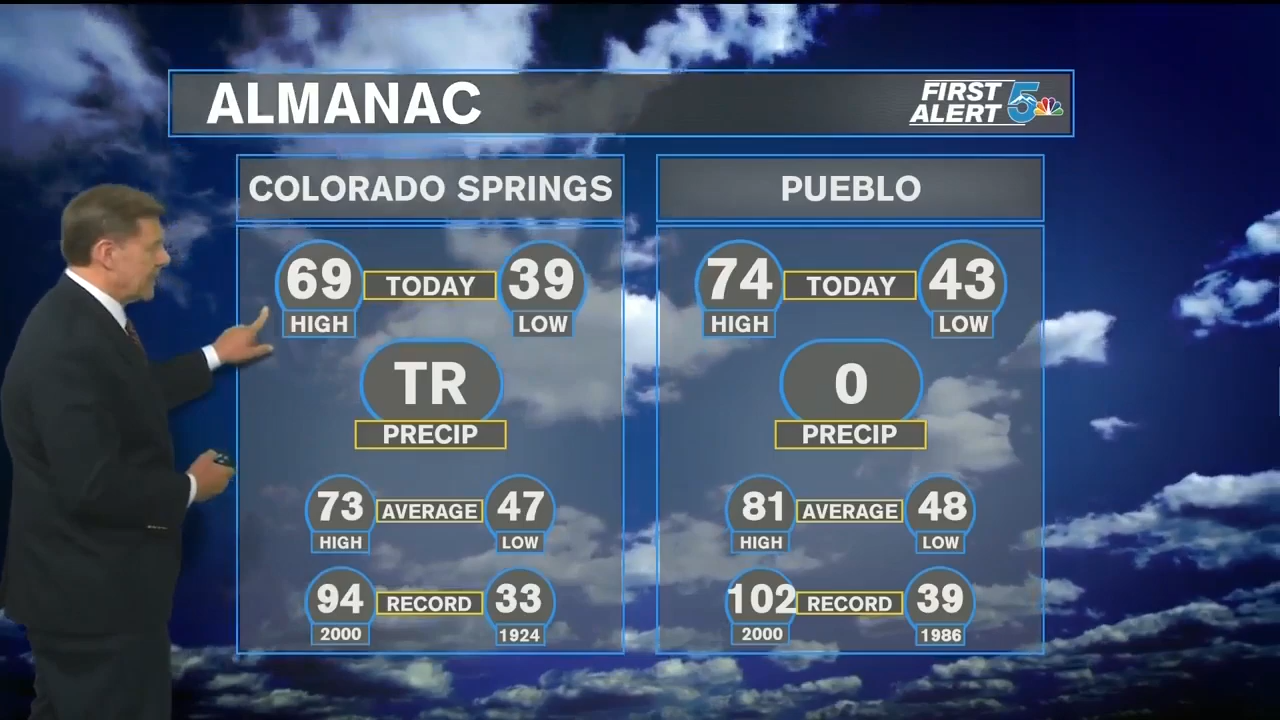 ALMANAC
FIRST
ALERT 5
COLORADO SPRINGS
69 TODAY 39
HIGH LOW
TR
PRECIP
73 AVERAGE 47
HIGH LOW
94 RECORD 33
2000 1924
PUEBLO
74 TODAY 43
HIGH LOW
0
PRECIP
81 AVERAGE 48
HIGH LOW
102 RECORD 39
2000 1986